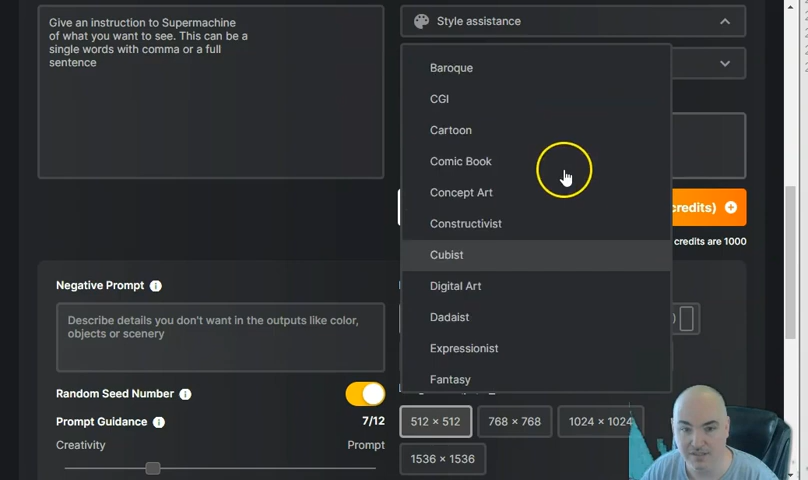 Give an instruction to Supermachine
of what you want to see. This can be a
single words with comma or a full
sentence
Style assistance
Baroque
CGI
Cartoon
Comic Book
Concept Art
Constructivist
Cubist
Digital Art
Dadaist
Expressionist
Fantasy
credits)
credits are 1000
Negative Prompt
Describe details you don't want in the outputs like color,
objects or scenery
Random Seed Number
Prompt Guidance 7/12
Creativity Prompt
512 × 512 768 × 768 1024 × 1024
1536 × 1536